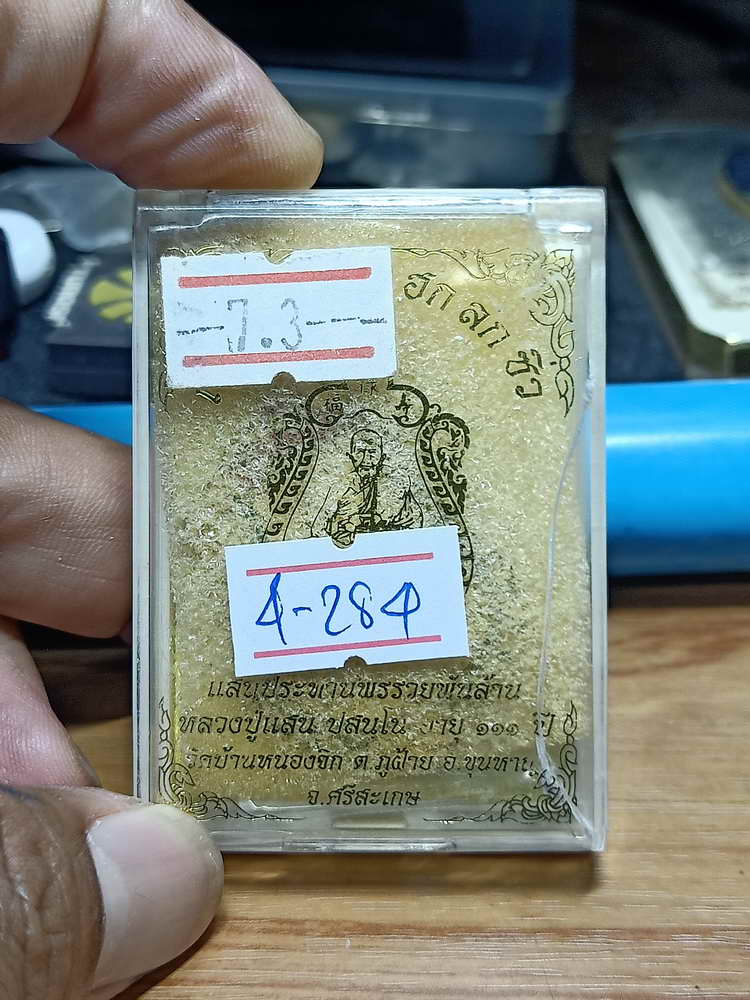 -7.3---
ฮก ลก ซิ่ว
福 寿
4-284
แสนประทานพรรวยพันล้าน
หลวงปู่แสน ปสนฺโน อายุ ๑๑๑ ปี
วัดบ้านหนองจิก ต.ภูฝ้าย อ.ขุนหาญ
จ.ศรีสะเกษ